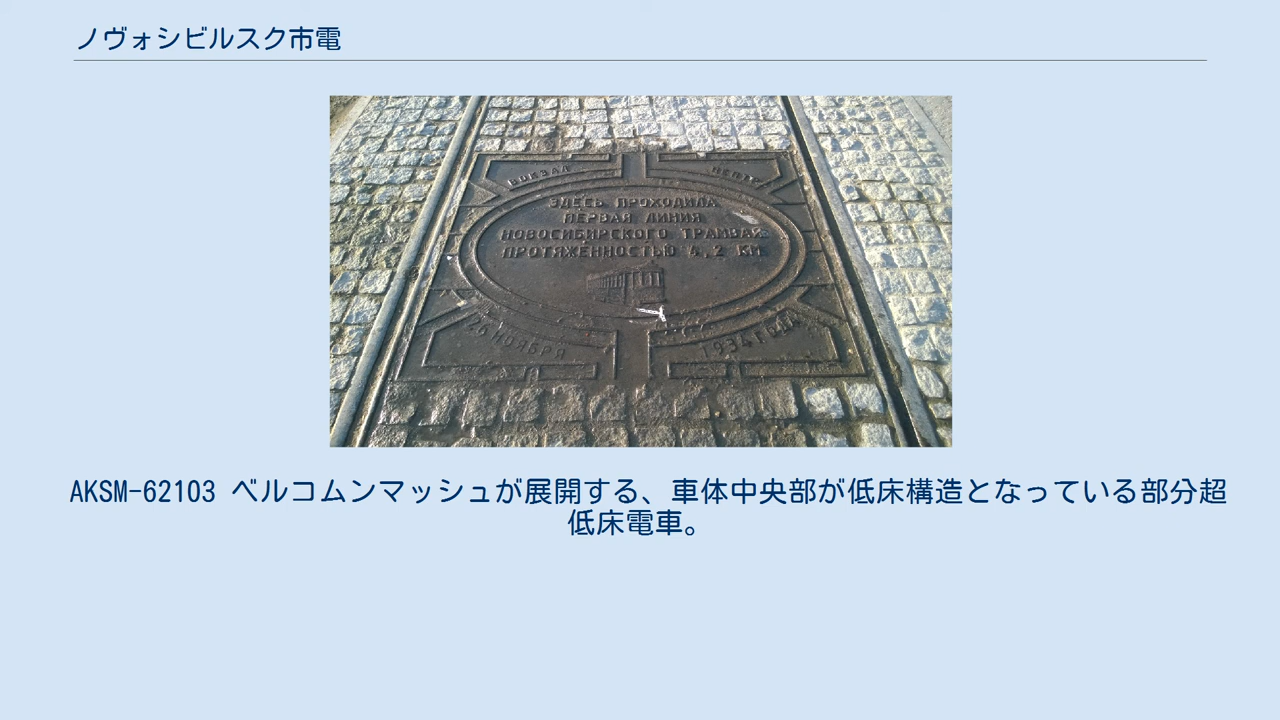 ノヴォシビルスク市電
ВОКЗАЛ
ЦЕНТР
ЗДЕСЬ ПРОХОДИЛА
ПЕРВАЯ ЛИНИЯ
НОВОСИБИРСКОГО ТРАМВАЯ
ПРОТЯЖЕННОСТЬЮ 4,2 КМ
26 НОЯБРЯ
1934 ГОДА
AKSM-62103 ベルコムンマッシュが展開する、車体中央部が低床構造となっている部分超
低床電車。